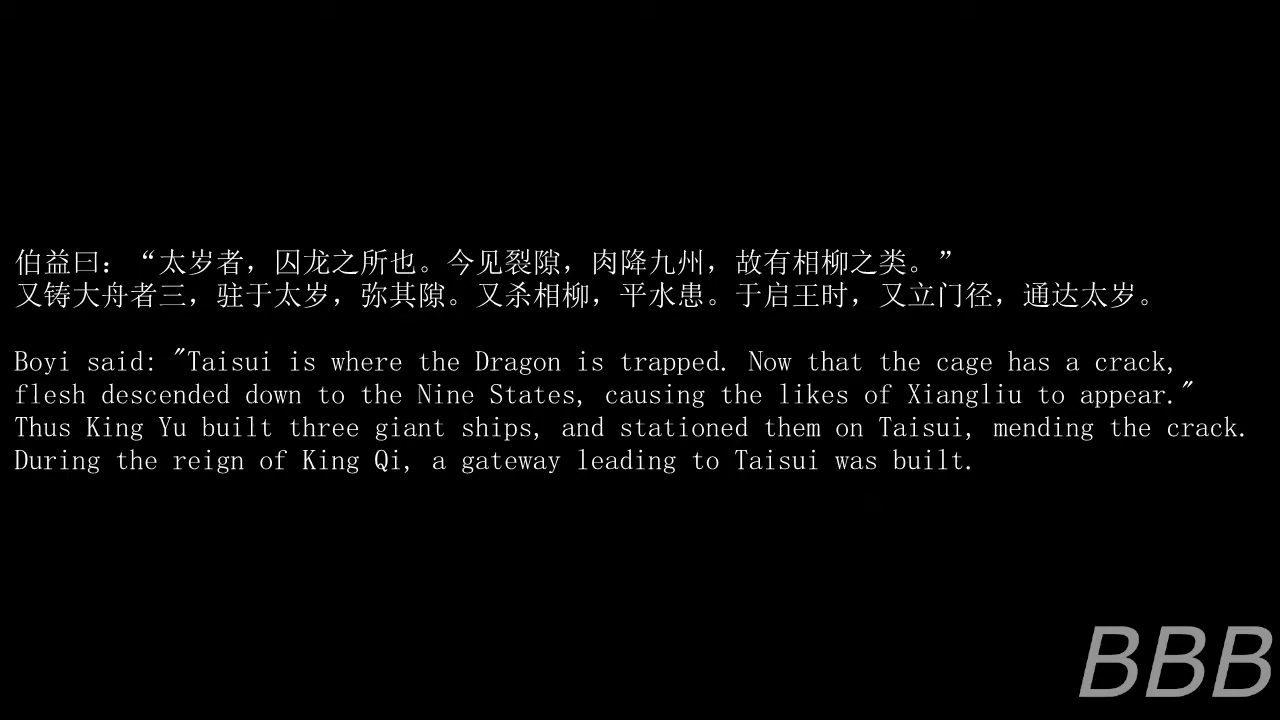 伯益曰：“太岁者，囚龙之所也。今见裂隙，肉降九州，故有相柳之类。”
又铸大舟者三，驻于太岁，弥其隙。又杀相柳，平水患。于启王时，又立门径，通达太岁。
Boyi said: "Taisui is where the Dragon is trapped. Now that the cage has a crack,
flesh descended down to the Nine States, causing the likes of Xiangliu to appear."
Thus King Yu built three giant ships, and stationed them on Taisui, mending the crack.
During the reign of King Qi, a gateway leading to Taisui was built.
BBB